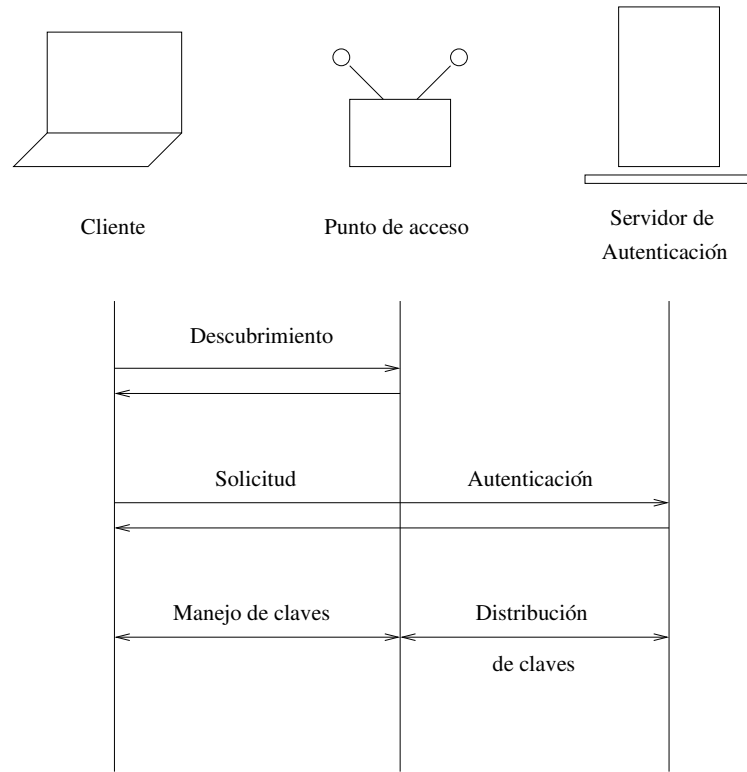 Cliente
Punto de acceso
Servidor de
Autenticación
Descubrimiento
Solicitud
Autenticación
Manejo de claves
Distribución
de claves